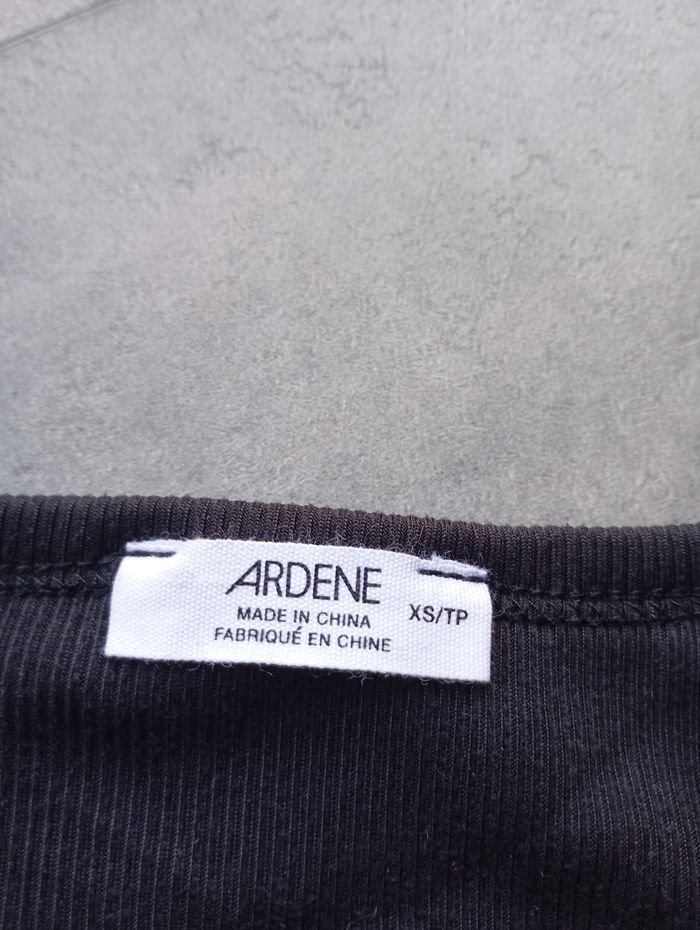 ARDENE
MADE IN CHINA
FABRIQUÉ EN CHINE
XS/TP